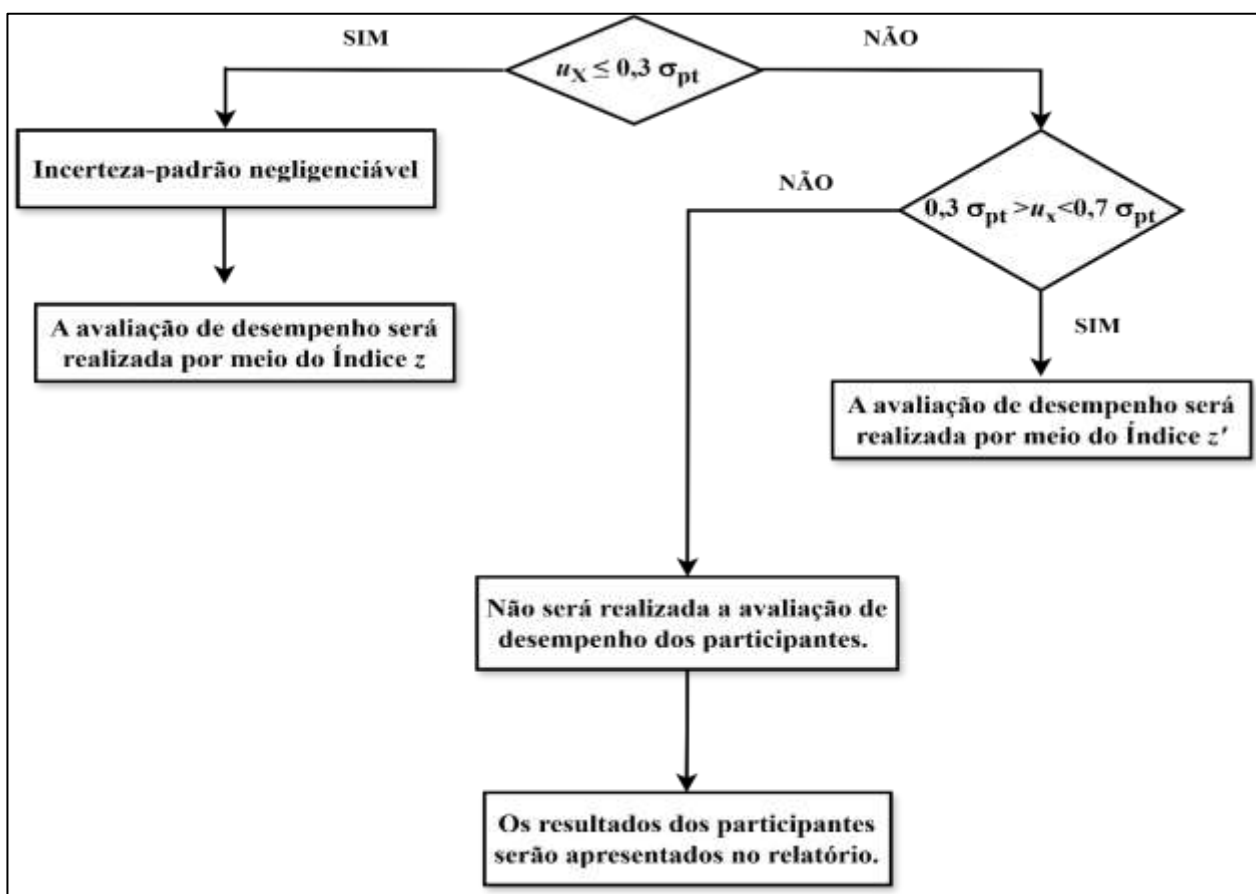 SIM
NÃO
u_X ≤ 0,3 σ_pt
Incerteza-padrão negligenciável
NÃO
0,3 σ_pt >u_x<0,7 σ_pt
A avaliação de desempenho será
realizada por meio do Índice z
SIM
A avaliação de desempenho será
realizada por meio do Índice z'
Não será realizada a avaliação de
desempenho dos participantes.
Os resultados dos participantes
serão apresentados no relatório.